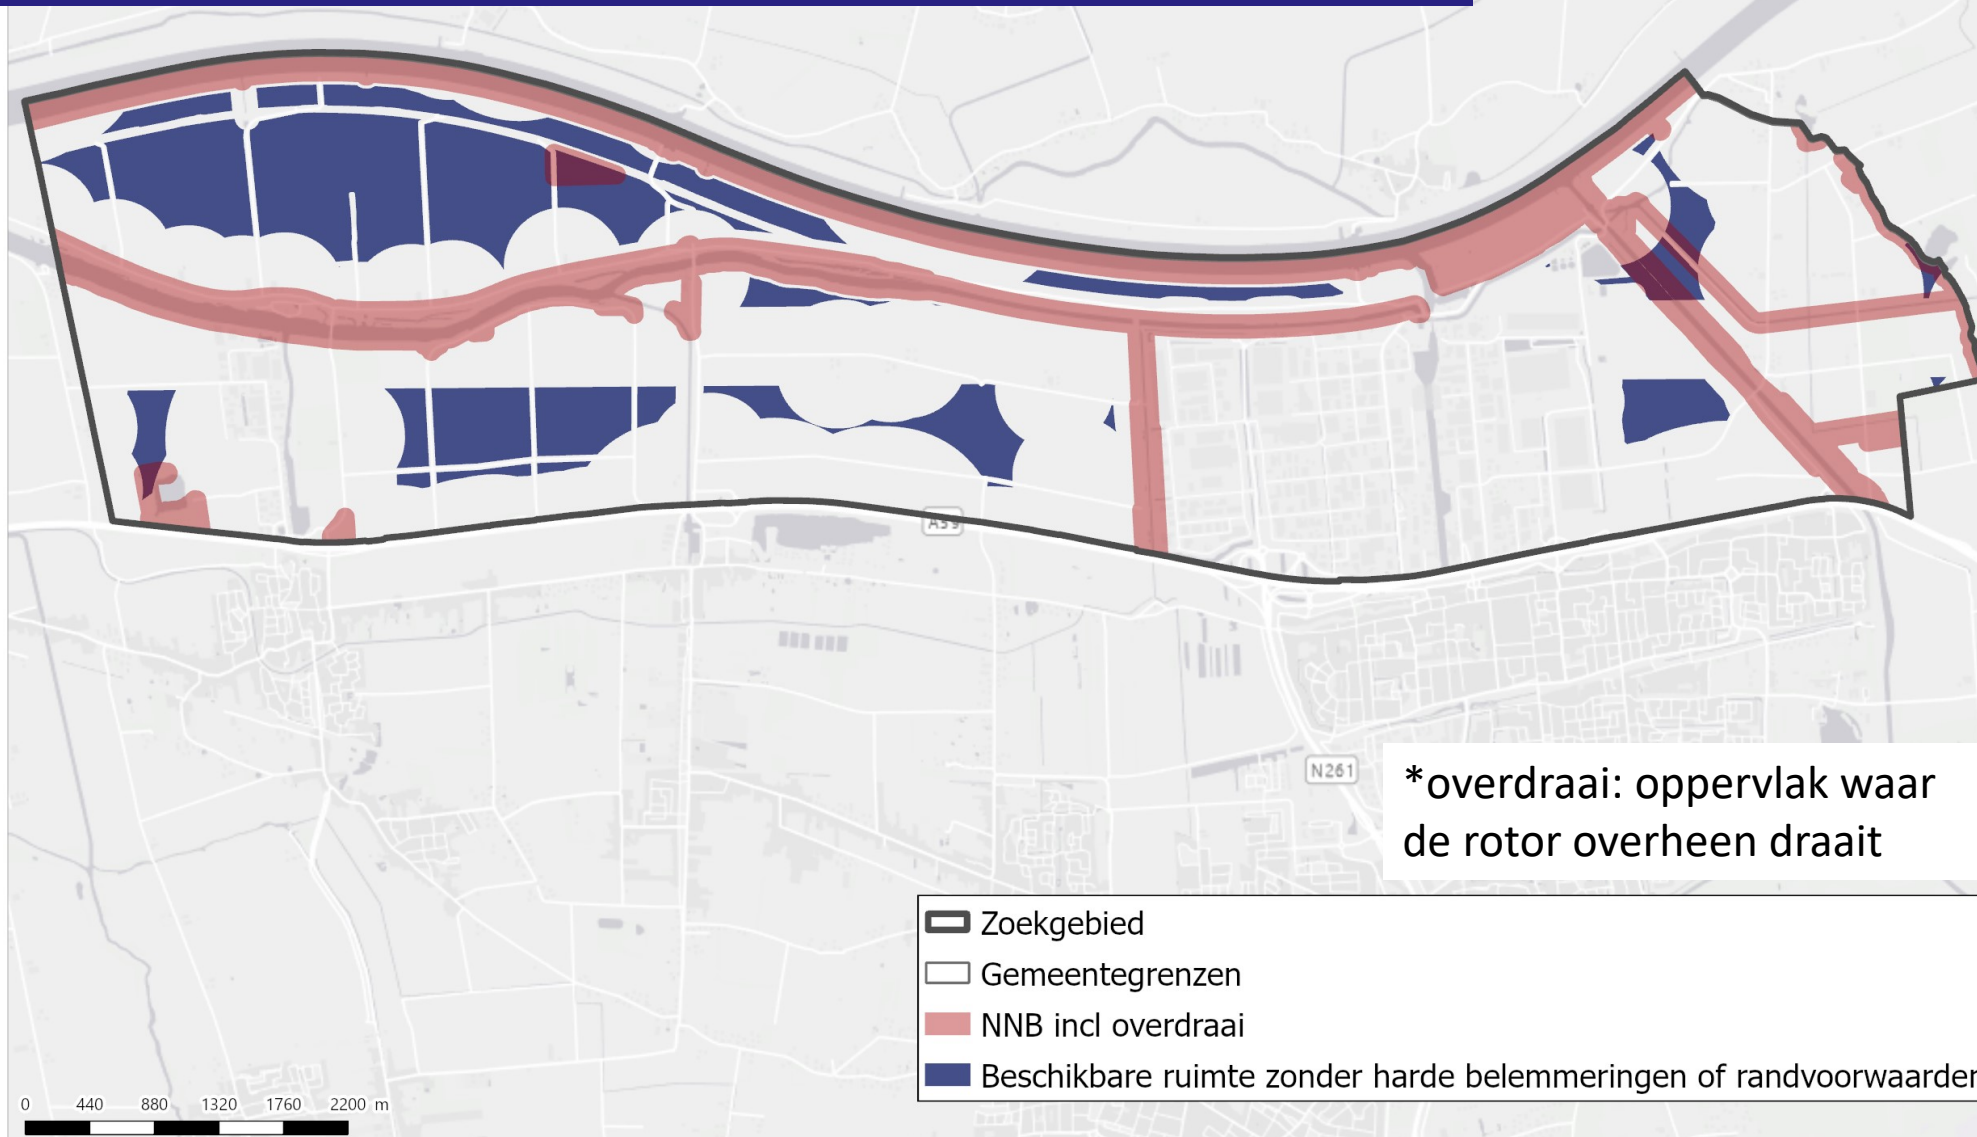 A59
N261
*overdraai: oppervlak waar
de rotor overheen draait
Zoekgebied
Gemeentegrenzen
NNB incl overdraai
Beschikbare ruimte zonder harde belemmeringen of randvoorwaarden
0 440 880 1320 1760 2200 m